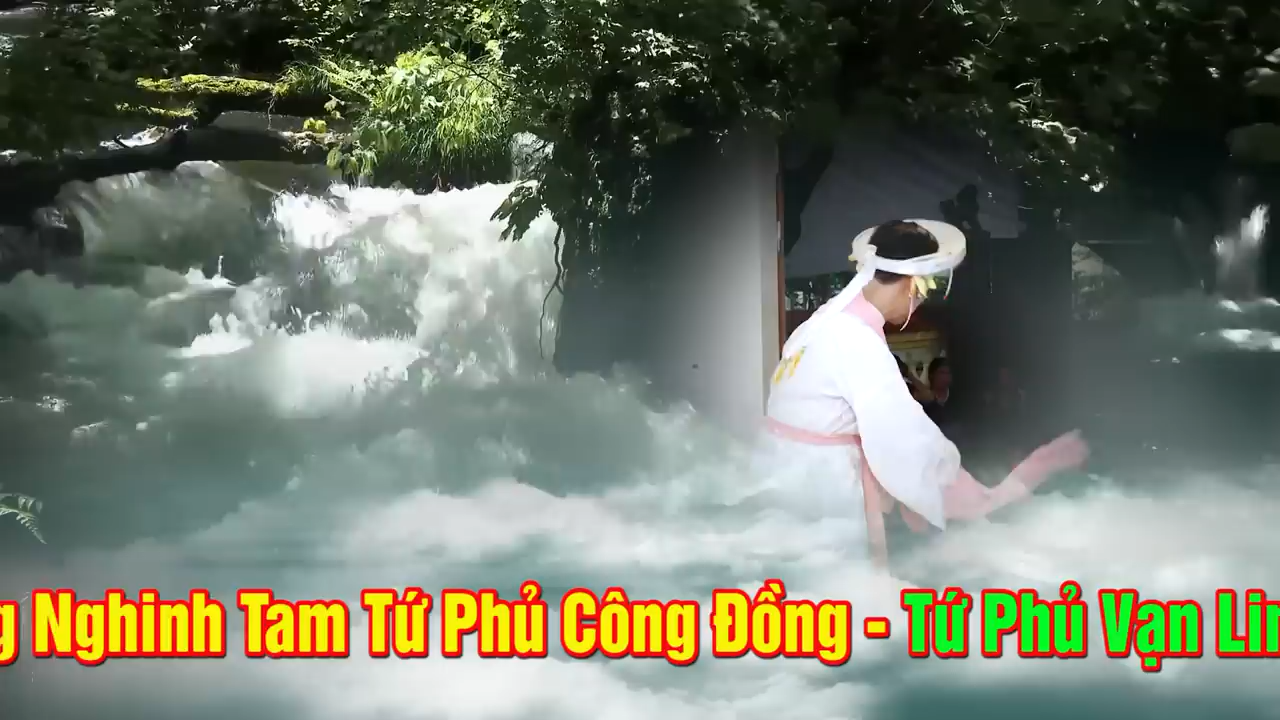 Nghinh Tam Tứ Phủ Công Đồng - Tứ Phủ Vạn